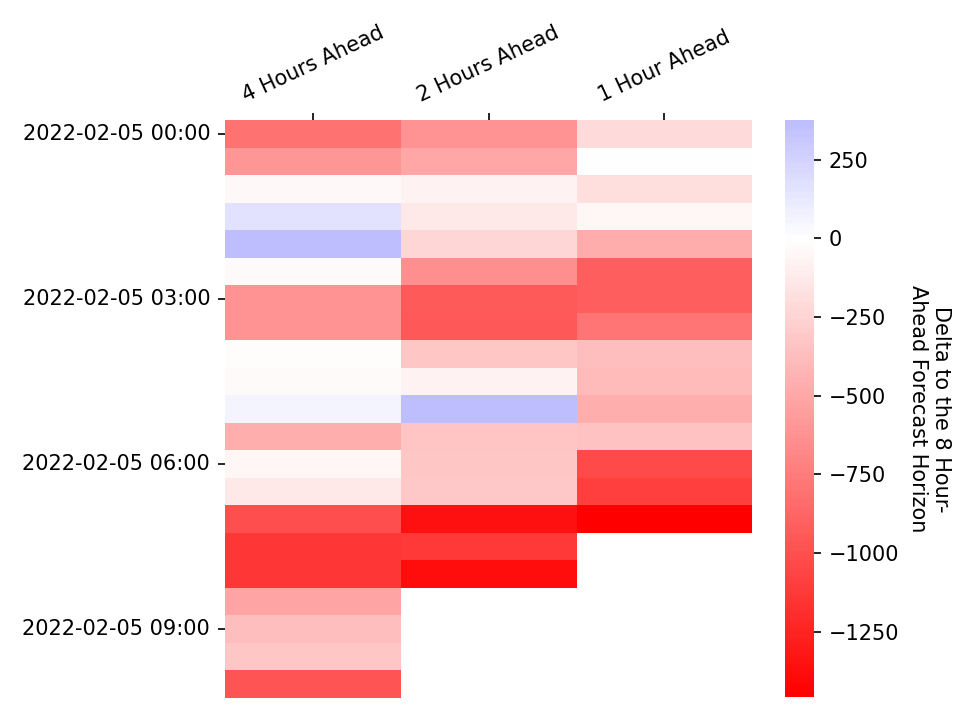 4 Hours Ahead
2 Hours Ahead
1 Hour Ahead
2022-02-05 00:00
2022-02-05 03:00
2022-02-05 06:00
2022-02-05 09:00
250
0
−250
−500
−750
−1000
−1250
Delta to the 8 Hour-
Ahead Forecast Horizon